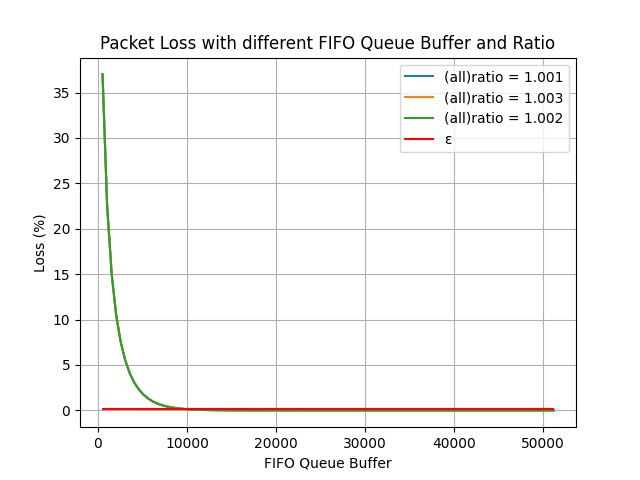 Packet Loss with different FIFO Queue Buffer and Ratio
(all)ratio = 1.001
(all)ratio = 1.003
(all)ratio = 1.002
ε
Loss (%)
35
30
25
20
15
10
5
0
0 10000 20000 30000 40000 50000
FIFO Queue Buffer